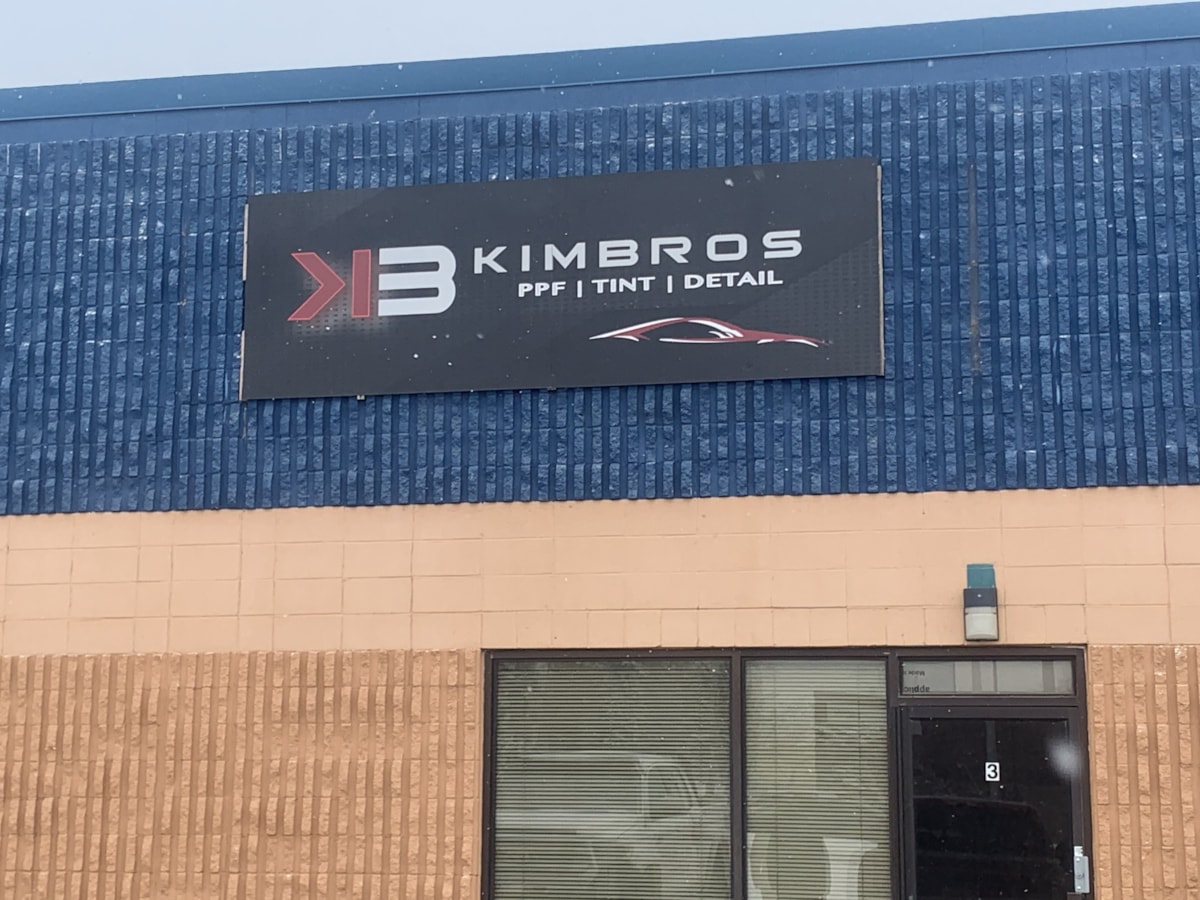 KB
KIMBROS
PPF | TINT | DETAIL
3